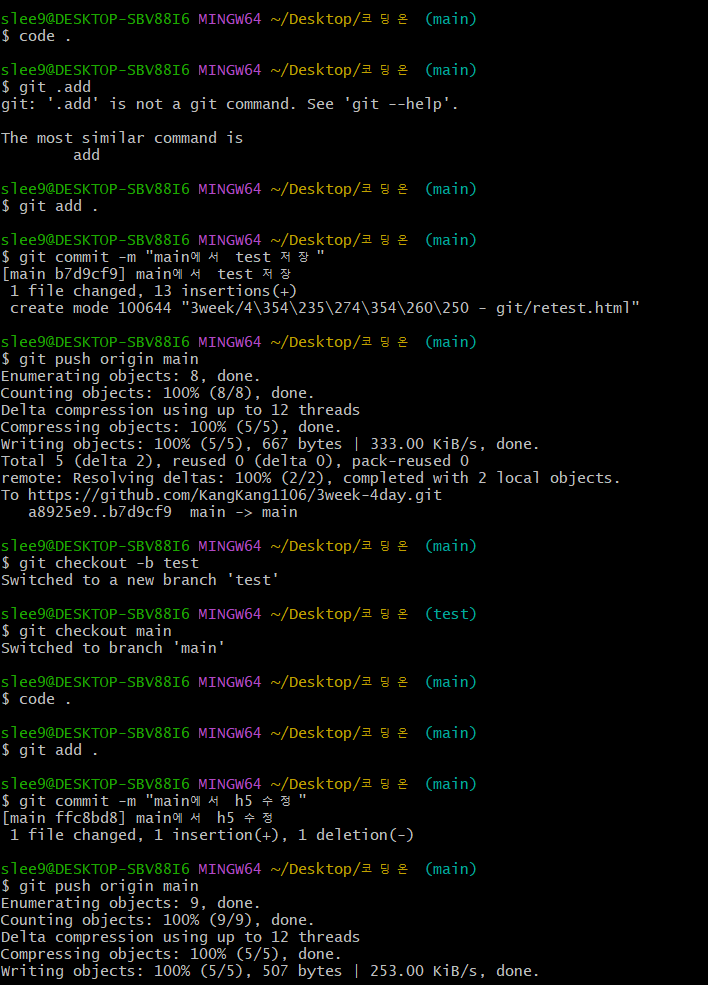 slee9@DESKTOP-SBV88I6 MINGW64 ~/Desktop/코딩온 (main)
$ code .
slee9@DESKTOP-SBV88I6 MINGW64 ~/Desktop/코딩온 (main)
$ git .add
git: '.add' is not a git command. See 'git --help'.
The most similar command is
add
slee9@DESKTOP-SBV88I6 MINGW64 ~/Desktop/코딩온 (main)
$ git add .
slee9@DESKTOP-SBV88I6 MINGW64 ~/Desktop/코딩온 (main)
$ git commit -m "main에서 test 저장"
[main b7d9cf9] main에서 test 저장
1 file changed, 13 insertions(+)
create mode 100644 "3week/4\354\235\274\354\260\250 - git/retest.html"
slee9@DESKTOP-SBV88I6 MINGW64 ~/Desktop/코딩온 (main)
$ git push origin main
Enumerating objects: 8, done.
Counting objects: 100% (8/8), done.
Delta compression using up to 12 threads
Compressing objects: 100% (5/5), done.
Writing objects: 100% (5/5), 667 bytes | 333.00 KiB/s, done.
Total 5 (delta 2), reused 0 (delta 0), pack-reused 0
remote: Resolving deltas: 100% (2/2), completed with 2 local objects.
To https://github.com/KangKang1106/3week-4day.git
a8925e9..b7d9cf9 main -> main
slee9@DESKTOP-SBV88I6 MINGW64 ~/Desktop/코딩온 (main)
$ git checkout -b test
Switched to a new branch 'test'
slee9@DESKTOP-SBV88I6 MINGW64 ~/Desktop/코딩온 (test)
$ git checkout main
Switched to branch 'main'
slee9@DESKTOP-SBV88I6 MINGW64 ~/Desktop/코딩온 (main)
$ code .
slee9@DESKTOP-SBV88I6 MINGW64 ~/Desktop/코딩온 (main)
$ git add .
slee9@DESKTOP-SBV88I6 MINGW64 ~/Desktop/코딩온 (main)
$ git commit -m "main에서 h5 수정"
[main ffc8bd8] main에서 h5 수정
1 file changed, 1 insertion(+), 1 deletion(-)
slee9@DESKTOP-SBV88I6 MINGW64 ~/Desktop/코딩온 (main)
$ git push origin main
Enumerating objects: 9, done.
Counting objects: 100% (9/9), done.
Delta compression using up to 12 threads
Compressing objects: 100% (5/5), done.
Writing objects: 100% (5/5), 507 bytes | 253.00 KiB/s, done.